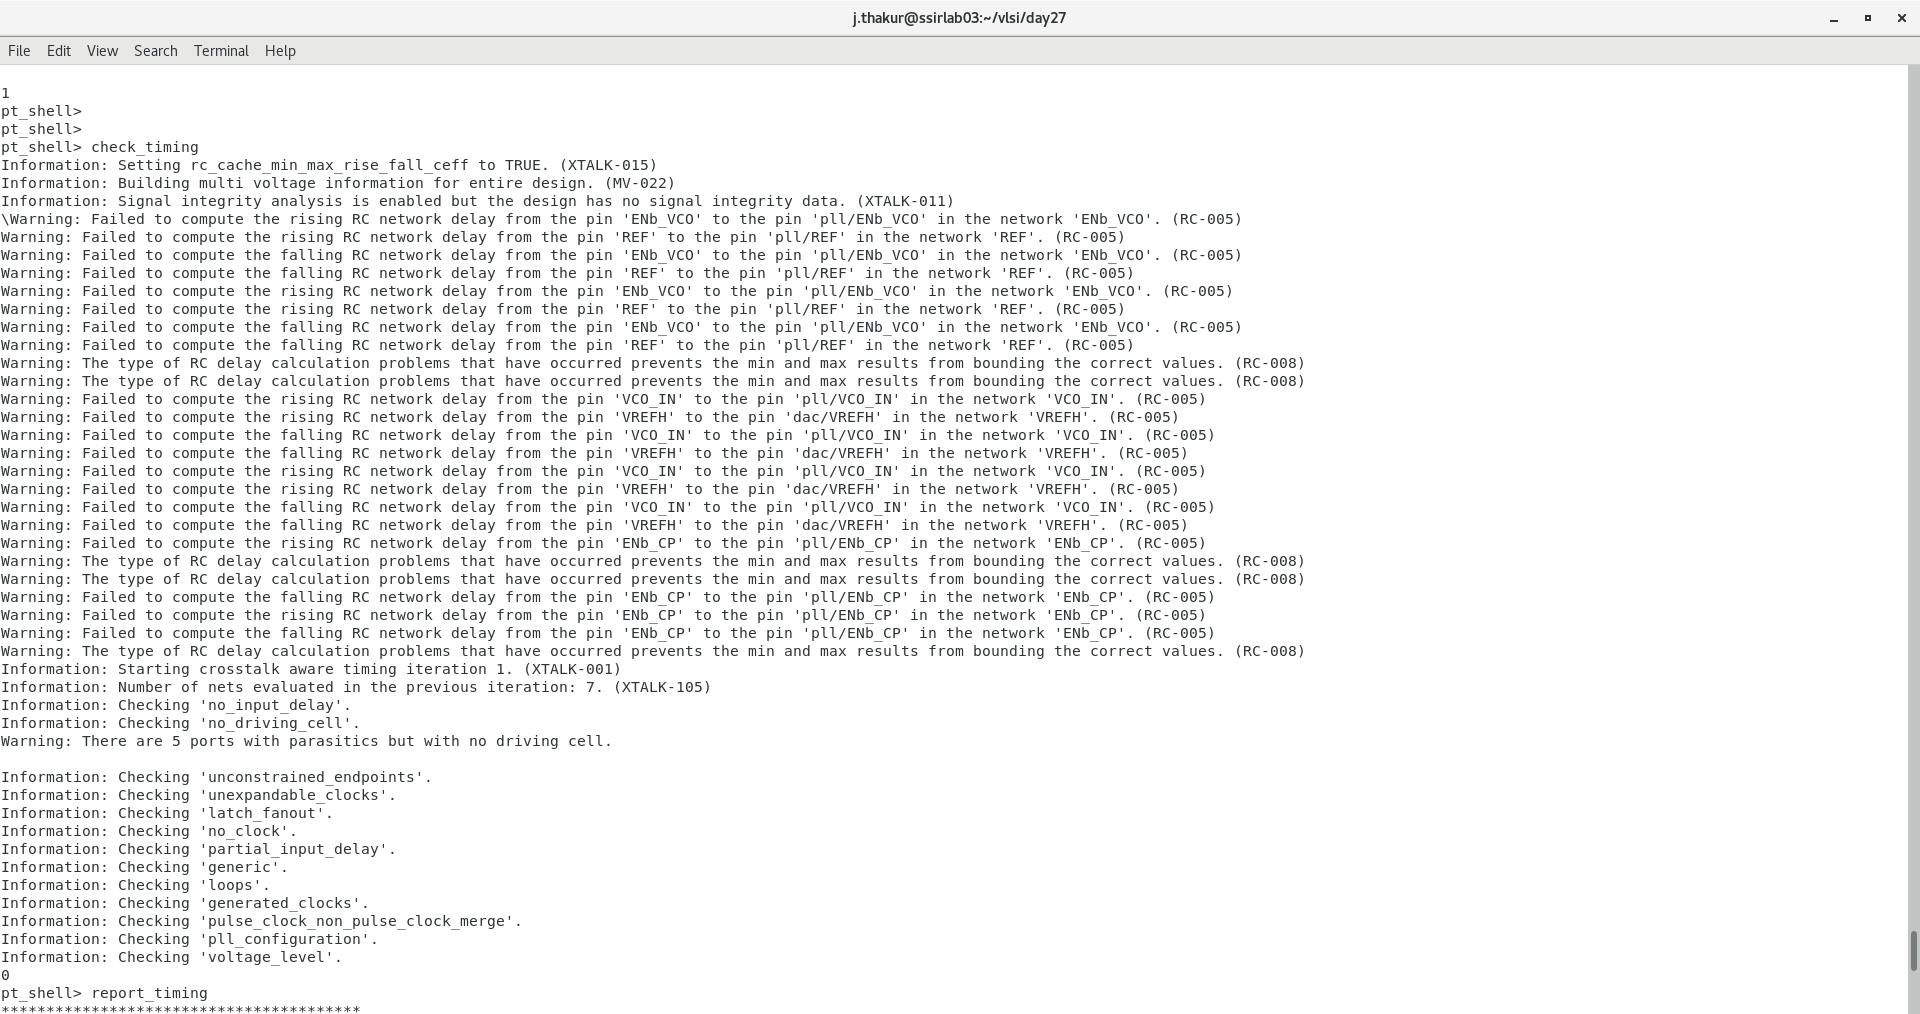 j.thakur@ssirlab03:~/vlsi/day27
File Edit View Search Terminal Help
1
pt_shell>
pt_shell>
pt_shell> check_timing
Information: Setting rc_cache_min_max_rise_fall_ceff to TRUE. (XTALK-015)
Information: Building multi voltage information for entire design. (MV-022)
Information: Signal integrity analysis is enabled but the design has no signal integrity data. (XTALK-011)
\Warning: Failed to compute the rising RC network delay from the pin 'ENb_VCO' to the pin 'pll/ENb_VCO' in the network 'ENb_VCO'. (RC-005)
Warning: Failed to compute the rising RC network delay from the pin 'REF' to the pin 'pll/REF' in the network 'REF'. (RC-005)
Warning: Failed to compute the falling RC network delay from the pin 'ENb_VCO' to the pin 'pll/ENb_VCO' in the network 'ENb_VCO'. (RC-005)
Warning: Failed to compute the falling RC network delay from the pin 'REF' to the pin 'pll/REF' in the network 'REF'. (RC-005)
Warning: Failed to compute the rising RC network delay from the pin 'ENb_VCO' to the pin 'pll/ENb_VCO' in the network 'ENb_VCO'. (RC-005)
Warning: Failed to compute the rising RC network delay from the pin 'REF' to the pin 'pll/REF' in the network 'REF'. (RC-005)
Warning: Failed to compute the falling RC network delay from the pin 'ENb_VCO' to the pin 'pll/ENb_VCO' in the network 'ENb_VCO'. (RC-005)
Warning: Failed to compute the falling RC network delay from the pin 'REF' to the pin 'pll/REF' in the network 'REF'. (RC-005)
Warning: The type of RC delay calculation problems that have occurred prevents the min and max results from bounding the correct values. (RC-008)
Warning: The type of RC delay calculation problems that have occurred prevents the min and max results from bounding the correct values. (RC-008)
Warning: Failed to compute the rising RC network delay from the pin 'VCO_IN' to the pin 'pll/VCO_IN' in the network 'VCO_IN'. (RC-005)
Warning: Failed to compute the rising RC network delay from the pin 'VREFH' to the pin 'dac/VREFH' in the network 'VREFH'. (RC-005)
Warning: Failed to compute the falling RC network delay from the pin 'VCO_IN' to the pin 'pll/VCO_IN' in the network 'VCO_IN'. (RC-005)
Warning: Failed to compute the falling RC network delay from the pin 'VREFH' to the pin 'dac/VREFH' in the network 'VREFH'. (RC-005)
Warning: Failed to compute the rising RC network delay from the pin 'VCO_IN' to the pin 'pll/VCO_IN' in the network 'VCO_IN'. (RC-005)
Warning: Failed to compute the rising RC network delay from the pin 'VREFH' to the pin 'dac/VREFH' in the network 'VREFH'. (RC-005)
Warning: Failed to compute the falling RC network delay from the pin 'VCO_IN' to the pin 'pll/VCO_IN' in the network 'VCO_IN'. (RC-005)
Warning: Failed to compute the falling RC network delay from the pin 'VREFH' to the pin 'dac/VREFH' in the network 'VREFH'. (RC-005)
Warning: Failed to compute the rising RC network delay from the pin 'ENb_CP' to the pin 'pll/ENb_CP' in the network 'ENb_CP'. (RC-005)
Warning: The type of RC delay calculation problems that have occurred prevents the min and max results from bounding the correct values. (RC-008)
Warning: The type of RC delay calculation problems that have occurred prevents the min and max results from bounding the correct values. (RC-008)
Warning: Failed to compute the falling RC network delay from the pin 'ENb_CP' to the pin 'pll/ENb_CP' in the network 'ENb_CP'. (RC-005)
Warning: Failed to compute the rising RC network delay from the pin 'ENb_CP' to the pin 'pll/ENb_CP' in the network 'ENb_CP'. (RC-005)
Warning: Failed to compute the falling RC network delay from the pin 'ENb_CP' to the pin 'pll/ENb_CP' in the network 'ENb_CP'. (RC-005)
Warning: The type of RC delay calculation problems that have occurred prevents the min and max results from bounding the correct values. (RC-008)
Information: Starting crosstalk aware timing iteration 1. (XTALK-001)
Information: Number of nets evaluated in the previous iteration: 7. (XTALK-105)
Information: Checking 'no_input_delay'.
Information: Checking 'no_driving_cell'.
Warning: There are 5 ports with parasitics but with no driving cell.
Information: Checking 'unconstrained_endpoints'.
Information: Checking 'unexpandable_clocks'.
Information: Checking 'latch_fanout'.
Information: Checking 'no_clock'.
Information: Checking 'partial_input_delay'.
Information: Checking 'generic'.
Information: Checking 'loops'.
Information: Checking 'generated_clocks'.
Information: Checking 'pulse_clock_non_pulse_clock_merge'.
Information: Checking 'pll_configuration'.
Information: Checking 'voltage_level'.
0
pt_shell> report_timing
****************************************